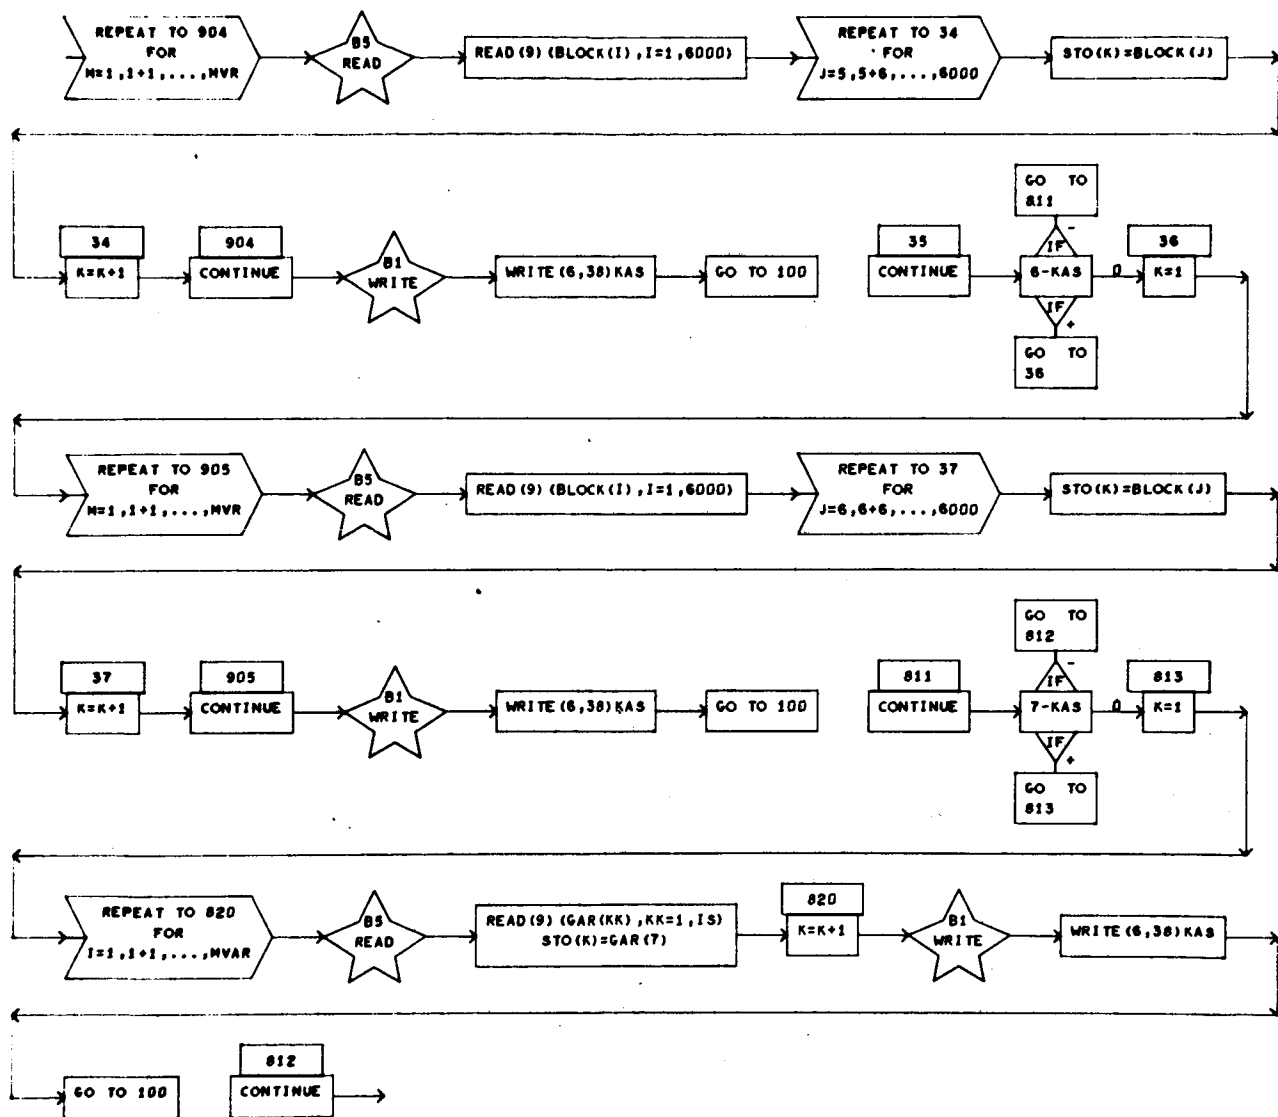 REPEAT TO 904
FOR
M=1,1+1,...,MVR
B5
READ
READ(9)(BLOCK(I),I=1,6000)
REPEAT TO 34
FOR
J=5,5+6,...,6000
STO(K)=BLOCK(J)
34
K=K+1
904
CONTINUE
B1
WRITE
WRITE(6,38)KAS
GO TO 100
35
CONTINUE
GO TO
811
-
IF
6-KAS
0
IF
+
GO TO
36
36
K=1
REPEAT TO 905
FOR
M=1,1+1,...,MVR
B5
READ
READ(9)(BLOCK(I),I=1,6000)
REPEAT TO 37
FOR
J=6,6+6,...,6000
STO(K)=BLOCK(J)
37
K=K+1
905
CONTINUE
B1
WRITE
WRITE(6,38)KAS
GO TO 100
811
CONTINUE
GO TO
812
-
IF
7-KAS
0
IF
+
GO TO
813
813
K=1
REPEAT TO 820
FOR
I=1,1+1,...,MVAR
B5
READ
READ(9)(GAR(KK),KK=1,IS)
STO(K)=GAR(7)
820
K=K+1
B1
WRITE
WRITE(6,38)KAS
GO TO 100
812
CONTINUE